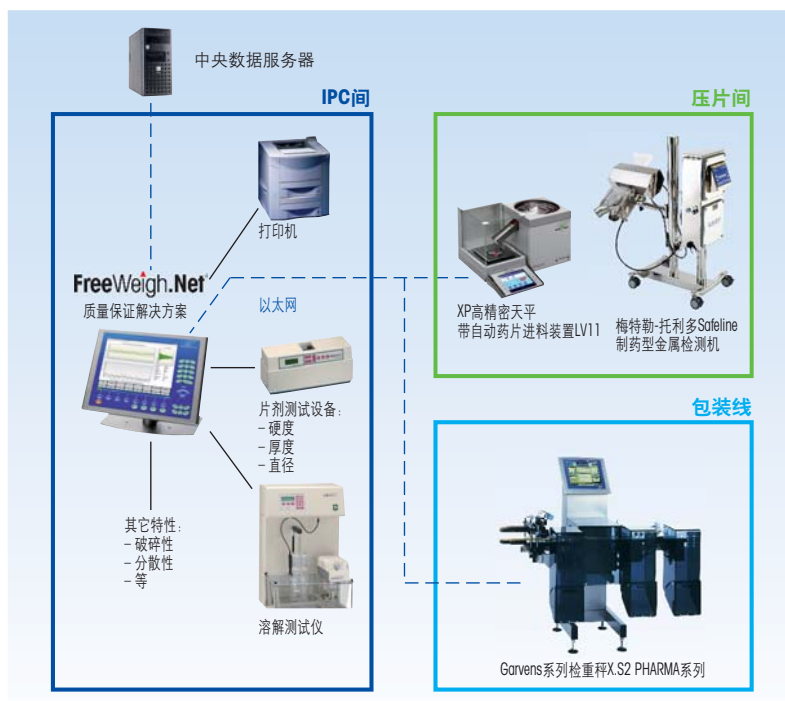 中央数据服务器
IPC间
打印机
FreeWeigh.Net
质量保证解决方案
以太网
片剂测试设备:
– 硬度
– 厚度
– 直径
其它特性:
– 破碎性
– 分散性
– 等
溶解测试仪
压片间
XP高精密天平
带自动药片进料装置LV11
梅特勒-托利多Safeline
制药型金属检测机
包装线
Garvens系列检重秤X.S2 PHARMA系列